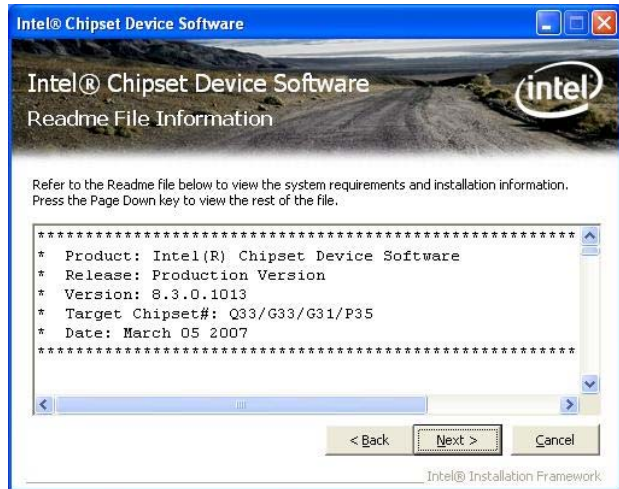 Intel® Chipset Device Software
Intel® Chipset Device Software
intel
Readme File Information
Refer to the Readme file below to view the system requirements and installation information.
Press the Page Down key to view the rest of the file.
************************************************************
* Product: Intel(R) Chipset Device Software
* Release: Production Version
* Version: 8.3.0.1013
* Target Chipset#: Q33/G33/G31/P35
* Date: March 05 2007
************************************************************
< Back
Next >
Cancel
Intel® Installation Framework